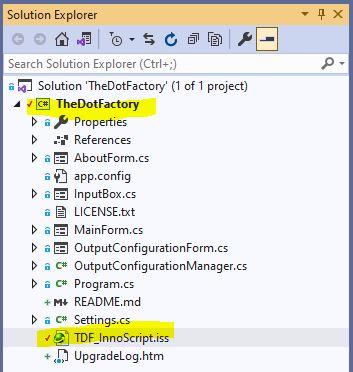 Solution Explorer
Search Solution Explorer (Ctrl+;)
Solution 'TheDotFactory' (1 of 1 project)
C# TheDotFactory
Properties
References
AboutForm.cs
app.config
InputBox.cs
LICENSE.txt
MainForm.cs
OutputConfigurationForm.cs
C# OutputConfigurationManager.cs
C# Program.cs
M↓ README.md
C# Settings.cs
TDF_InnoScript.iss
UpgradeLog.htm